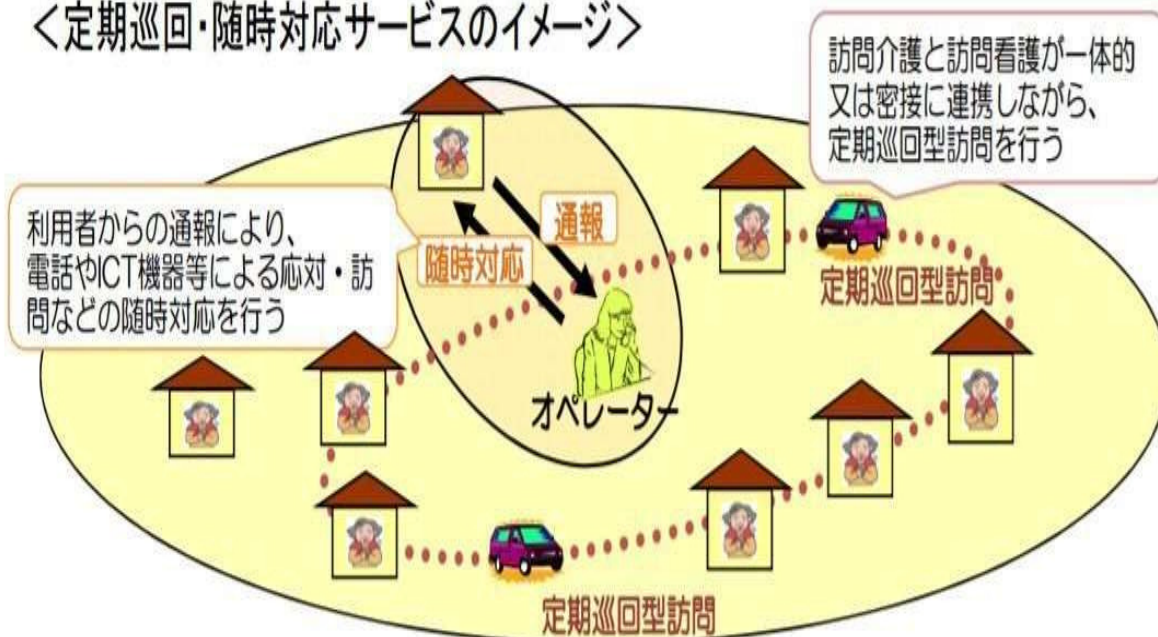 ＜定期巡回・随時対応サービスのイメージ＞
訪問介護と訪問看護が一体的
又は密接に連携しながら、
定期巡回型訪問を行う
利用者からの通報により、
電話やICT機器等による応対・訪
問などの随時対応を行う
通報
随時対応
定期巡回型訪問
オペレーター
定期巡回型訪問